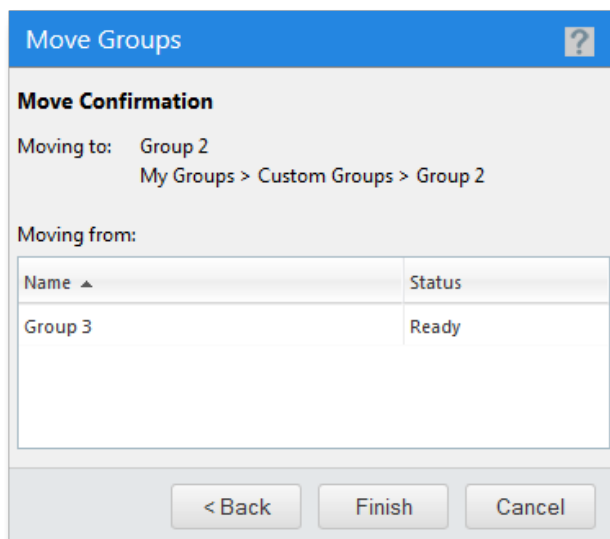 Move Groups ?
Move Confirmation
Moving to: Group 2
My Groups > Custom Groups > Group 2
Moving from:
Name Status
Group 3 Ready
< Back Finish Cancel